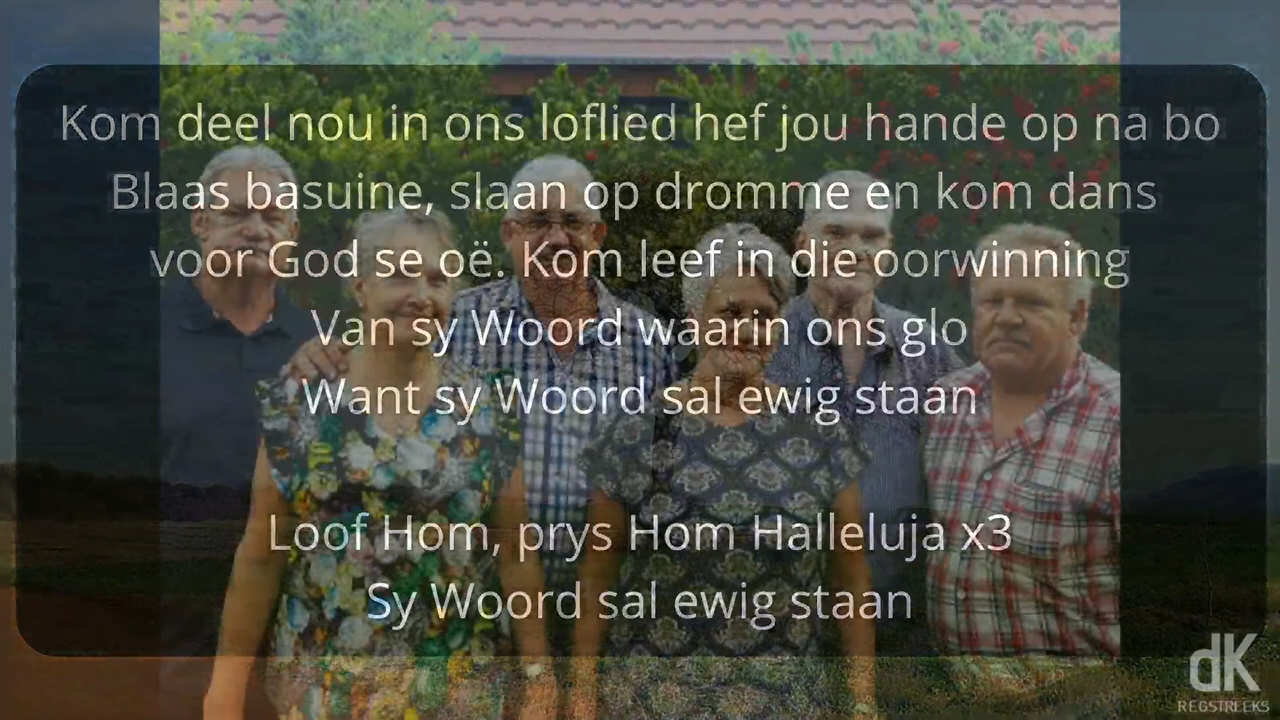 Kom deel nou in ons loflied hef jou hande op na bo
Blaas basuine, slaan op dromme en kom dans
voor God se oë. Kom leef in die oorwinning
Van sy Woord waarin ons glo
Want sy Woord sal ewig staan
Loof Hom, prys Hom Halleluja x3
Sy Woord sal ewig staan
dK
REGSTREEKS